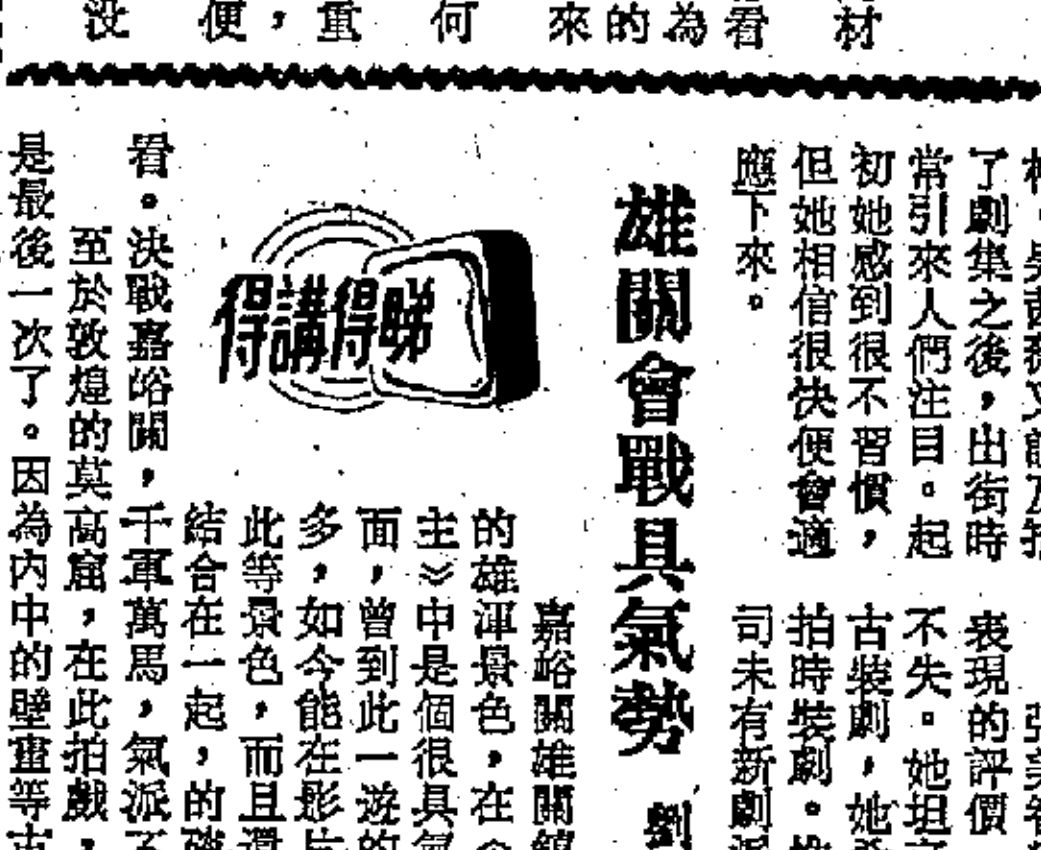 材
看
為
的
來
何
重
便，
没
了劇集之後，出街時
常引來人們注目。起
初她感到很不習慣，
但她相信很快便會適
應下來。
表現的評價
不失。她坦
古裝劇，她
拍時裝劇。
司未有新劇
雄關會戰具氣勢
劉
得講得睇
嘉峪關雄關
的雄渾景色，在
主》中是個很具氣
面，曾到此一遊的
多，如今能在影片
此等景色，而且還
結合在一起，的確
看。決戰嘉峪關，千軍萬馬，氣派
至於敦煌的莫高窟，在此拍戲，
是最後一次了。因為内中的壁畫等